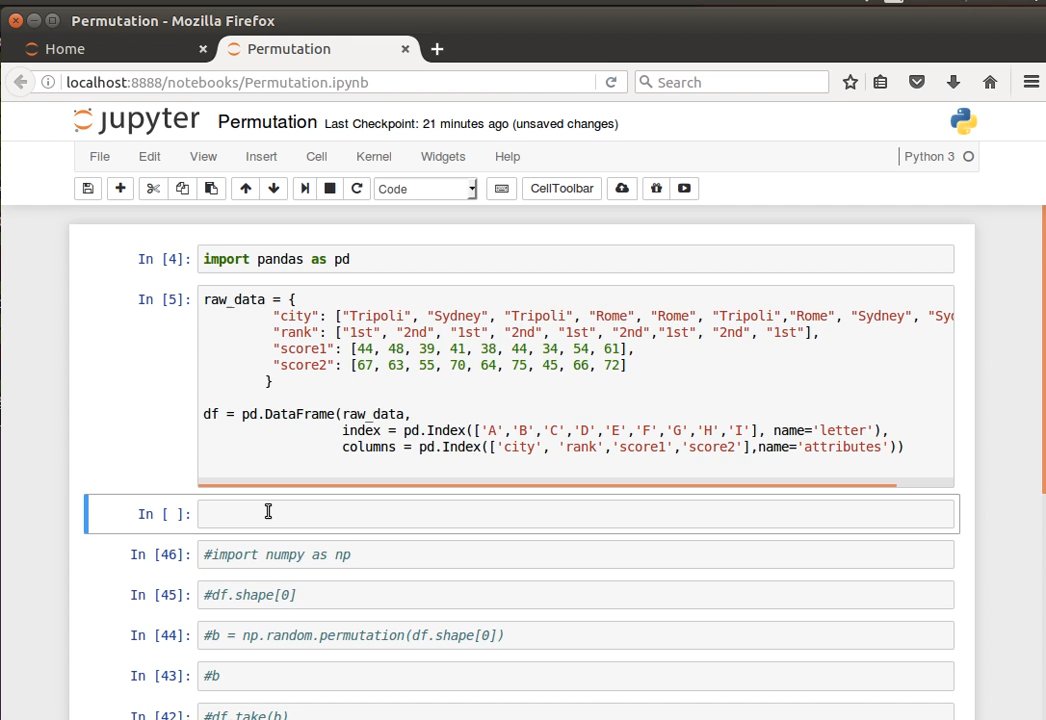 Permutation - Mozilla Firefox
Home
Permutation
localhost:8888/notebooks/Permutation.ipynb
Search
jupyter Permutation Last Checkpoint: 21 minutes ago (unsaved changes)
File Edit View Insert Cell Kernel Widgets Help Python 3
Code CellToolbar
In [4]: import pandas as pd
In [5]: raw_data = {
"city": ["Tripoli", "Sydney", "Tripoli", "Rome", "Rome", "Tripoli","Rome", "Sydney", "Syd
"rank": ["1st", "2nd", "1st", "2nd", "1st", "2nd","1st", "2nd", "1st"],
"score1": [44, 48, 39, 41, 38, 44, 34, 54, 61],
"score2": [67, 63, 55, 70, 64, 75, 45, 66, 72]
}
df = pd.DataFrame(raw_data,
index = pd.Index(['A','B','C','D','E','F','G','H','I'], name='letter'),
columns = pd.Index(['city', 'rank','score1','score2'],name='attributes'))
In [ ]:
In [46]: #import numpy as np
In [45]: #df.shape[0]
In [44]: #b = np.random.permutation(df.shape[0])
In [43]: #b
In [42]: #df.take(b)